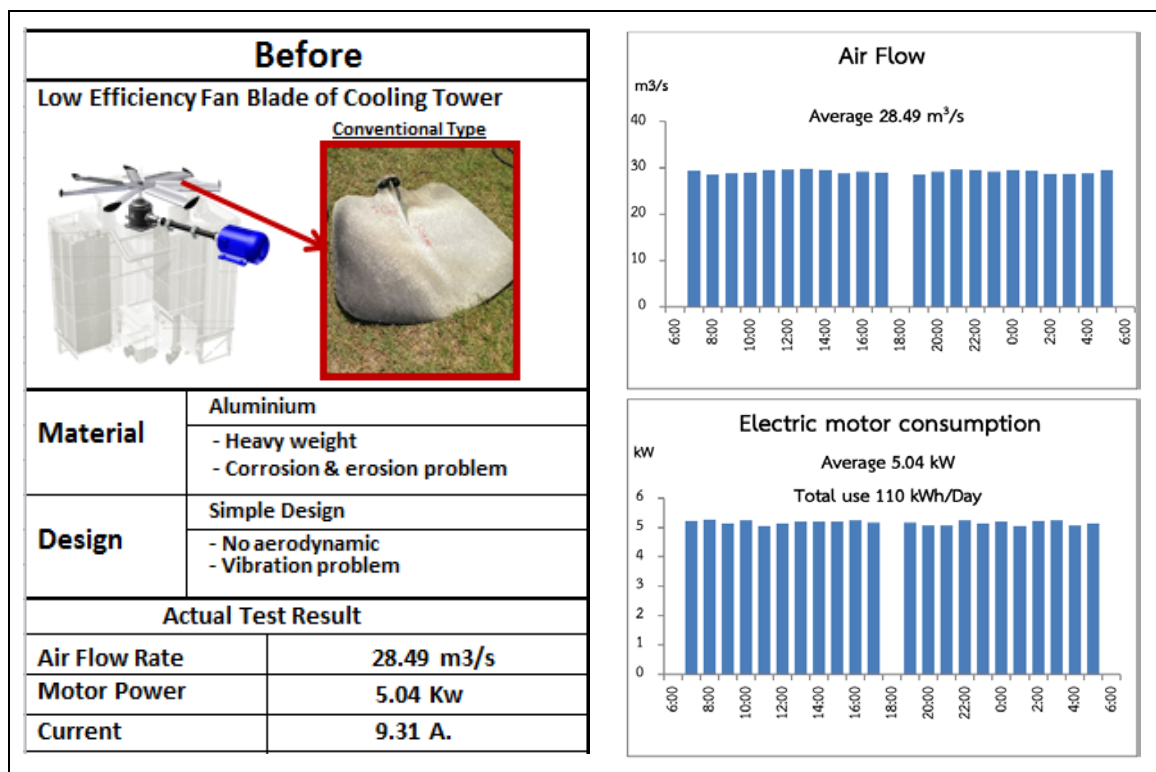 Before
Low Efficiency Fan Blade of Cooling Tower
Conventional Type
Material
Aluminium
- Heavy weight
- Corrosion & erosion problem
Design
Simple Design
- No aerodynamic
- Vibration problem
Actual Test Result
Air Flow Rate 28.49 m3/s
Motor Power 5.04 Kw
Current 9.31 A.
Air Flow
m3/s
Average 28.49 m³/s
40
30
20
10
0
6:00 8:00 10:00 12:00 14:00 16:00 18:00 20:00 22:00 0:00 2:00 4:00 6:00
Electric motor consumption
kW
Average 5.04 kW
Total use 110 kWh/Day
6
5
4
3
2
1
0
6:00 8:00 10:00 12:00 14:00 16:00 18:00 20:00 22:00 0:00 2:00 4:00 6:00